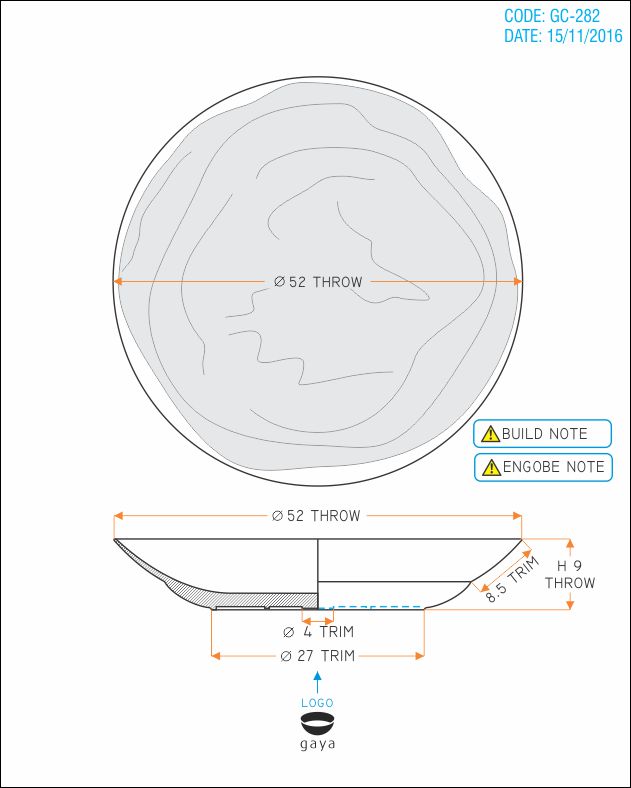 CODE: GC-282
DATE: 15/11/2016
∅ 52 THROW
BUILD NOTE
ENGOBE NOTE
∅ 52 THROW
H 9
THROW
8.5 TRIM
∅ 4 TRIM
∅ 27 TRIM
LOGO
gaya